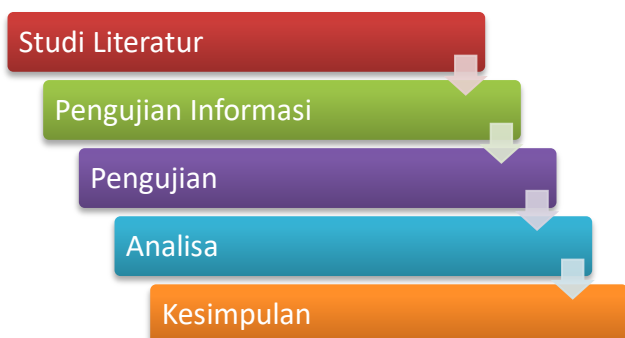 Studi Literatur
Pengujian Informasi
Pengujian
Analisa
Kesimpulan